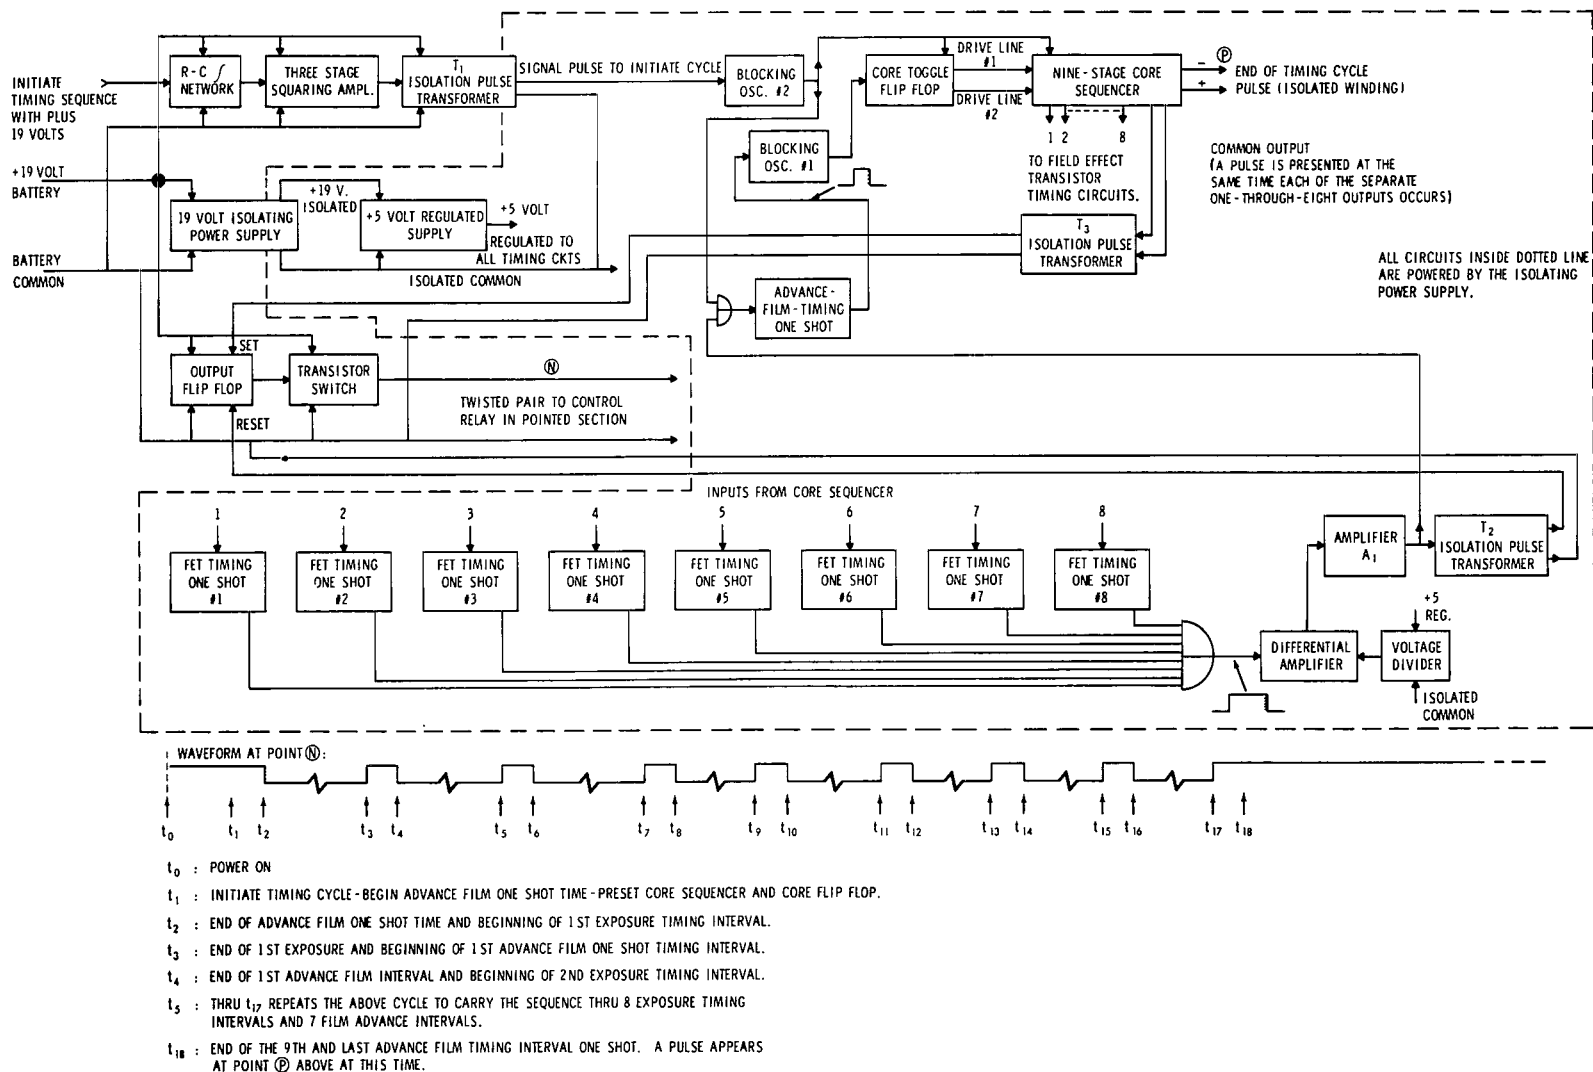 INITIATE
TIMING SEQUENCE
WITH PLUS
19 VOLTS
R-C ∫
NETWORK
THREE STAGE
SQUARING AMPL.
T1
ISOLATION PULSE
TRANSFORMER
SIGNAL PULSE TO INITIATE CYCLE
BLOCKING
OSC. #2
CORE TOGGLE
FLIP FLOP
DRIVE LINE
#1
DRIVE LINE
#2
NINE-STAGE CORE
SEQUENCER
Ⓟ
-
+
END OF TIMING CYCLE
PULSE (ISOLATED WINDING)
1 2 8
TO FIELD EFFECT
TRANSISTOR
TIMING CIRCUITS.
COMMON OUTPUT
(A PULSE IS PRESENTED AT THE
SAME TIME EACH OF THE SEPARATE
ONE-THROUGH-EIGHT OUTPUTS OCCURS)
BLOCKING
OSC. #1
+19 VOLT
BATTERY
BATTERY
COMMON
19 VOLT ISOLATING
POWER SUPPLY
+19 V.
ISOLATED
+5 VOLT REGULATED
SUPPLY
+5 VOLT
REGULATED TO
ALL TIMING CKTS
ISOLATED COMMON
T3
ISOLATION PULSE
TRANSFORMER
ALL CIRCUITS INSIDE DOTTED LINE
ARE POWERED BY THE ISOLATING
POWER SUPPLY.
ADVANCE-
FILM-TIMING
ONE SHOT
SET
OUTPUT
FLIP FLOP
RESET
TRANSISTOR
SWITCH
Ⓝ
TWISTED PAIR TO CONTROL
RELAY IN POINTED SECTION
INPUTS FROM CORE SEQUENCER
1 2 3 4 5 6 7 8
FET TIMING
ONE SHOT
#1
FET TIMING
ONE SHOT
#2
FET TIMING
ONE SHOT
#3
FET TIMING
ONE SHOT
#4
FET TIMING
ONE SHOT
#5
FET TIMING
ONE SHOT
#6
FET TIMING
ONE SHOT
#7
FET TIMING
ONE SHOT
#8
AMPLIFIER
A1
T2
ISOLATION PULSE
TRANSFORMER
+5
REG.
DIFFERENTIAL
AMPLIFIER
VOLTAGE
DIVIDER
ISOLATED
COMMON
WAVEFORM AT POINT Ⓝ:
t0 t1 t2 t3 t4 t5 t6 t7 t8 t9 t10 t11 t12 t13 t14 t15 t16 t17 t18
t0 : POWER ON
t1 : INITIATE TIMING CYCLE-BEGIN ADVANCE FILM ONE SHOT TIME-PRESET CORE SEQUENCER AND CORE FLIP FLOP.
t2 : END OF ADVANCE FILM ONE SHOT TIME AND BEGINNING OF 1ST EXPOSURE TIMING INTERVAL.
t3 : END OF 1ST EXPOSURE AND BEGINNING OF 1ST ADVANCE FILM ONE SHOT TIMING INTERVAL.
t4 : END OF 1ST ADVANCE FILM INTERVAL AND BEGINNING OF 2ND EXPOSURE TIMING INTERVAL.
t5 : THRU t17 REPEATS THE ABOVE CYCLE TO CARRY THE SEQUENCE THRU 8 EXPOSURE TIMING
INTERVALS AND 7 FILM ADVANCE INTERVALS.
t18 : END OF THE 9TH AND LAST ADVANCE FILM TIMING INTERVAL ONE SHOT. A PULSE APPEARS
AT POINT Ⓟ ABOVE AT THIS TIME.